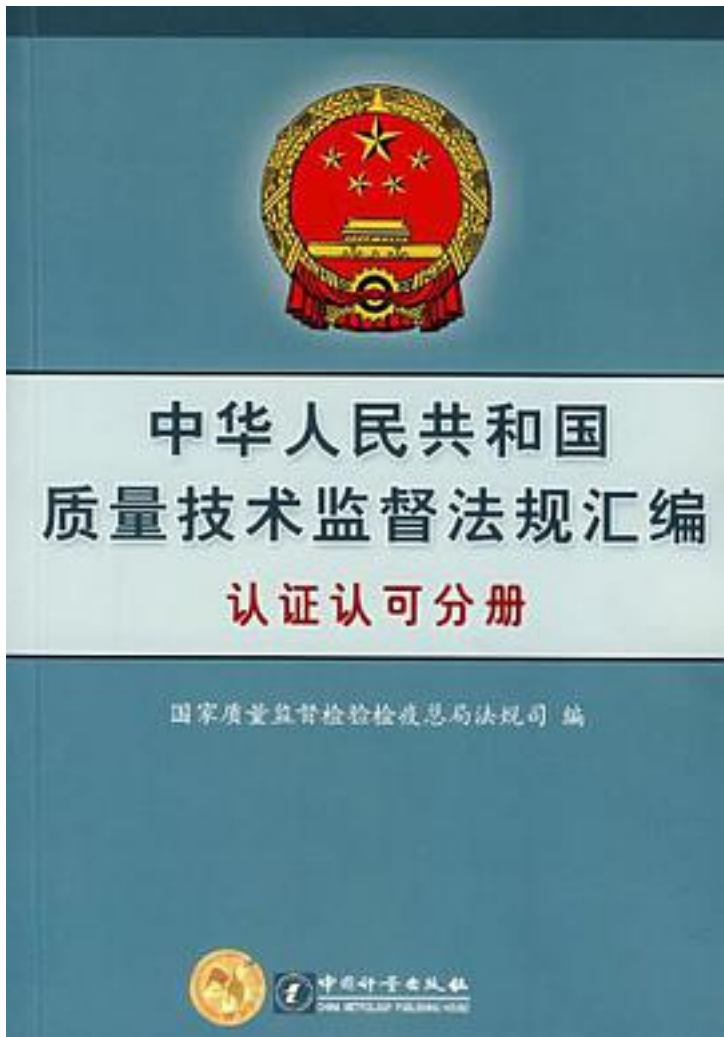 中华人民共和国
质量技术监督法规汇编
认证认可分册
国家质量监督检验检疫总局法规司 编
中国计量出版社
CHINA METROLOGY PUBLISHING HOUSE